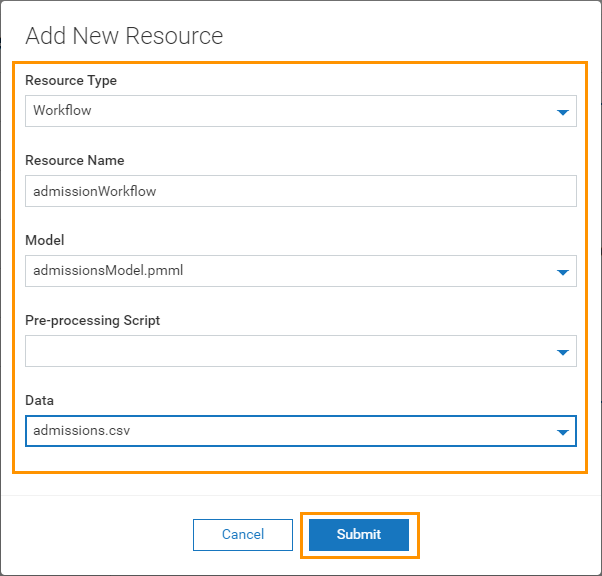 Add New Resource
Resource Type
Workflow
Resource Name
admissionWorkflow
Model
admissionsModel.pmml
Pre-processing Script
Data
admissions.csv
Cancel
Submit